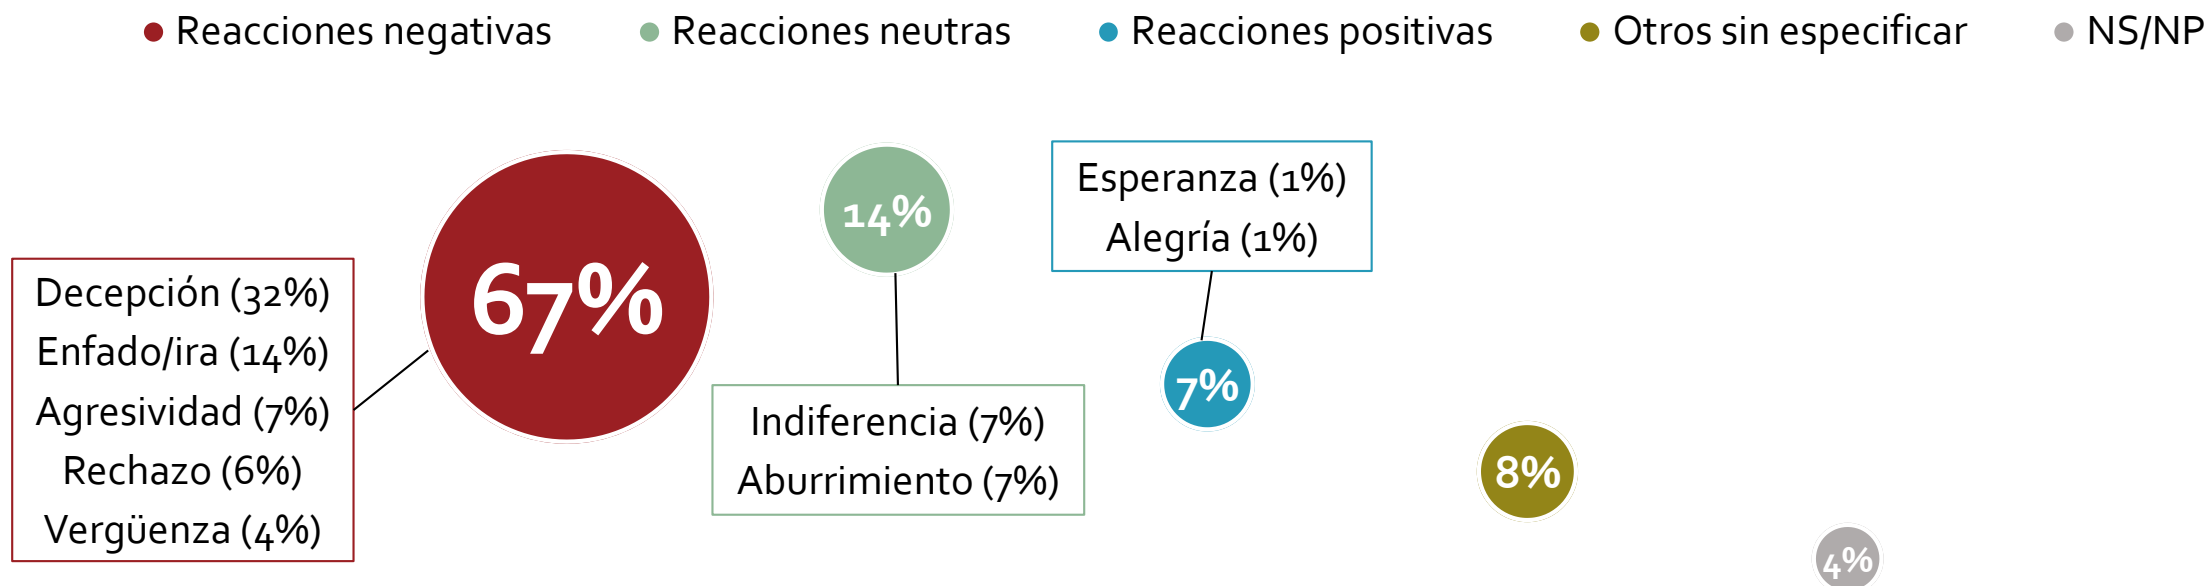 Reacciones negativas
Reacciones neutras
Reacciones positivas
Otros sin especificar
NS/NP
67%
Decepción (32%)
Enfado/ira (14%)
Agresividad (7%)
Rechazo (6%)
Vergüenza (4%)
14%
Indiferencia (7%)
Aburrimiento (7%)
Esperanza (1%)
Alegría (1%)
7%
8%
4%